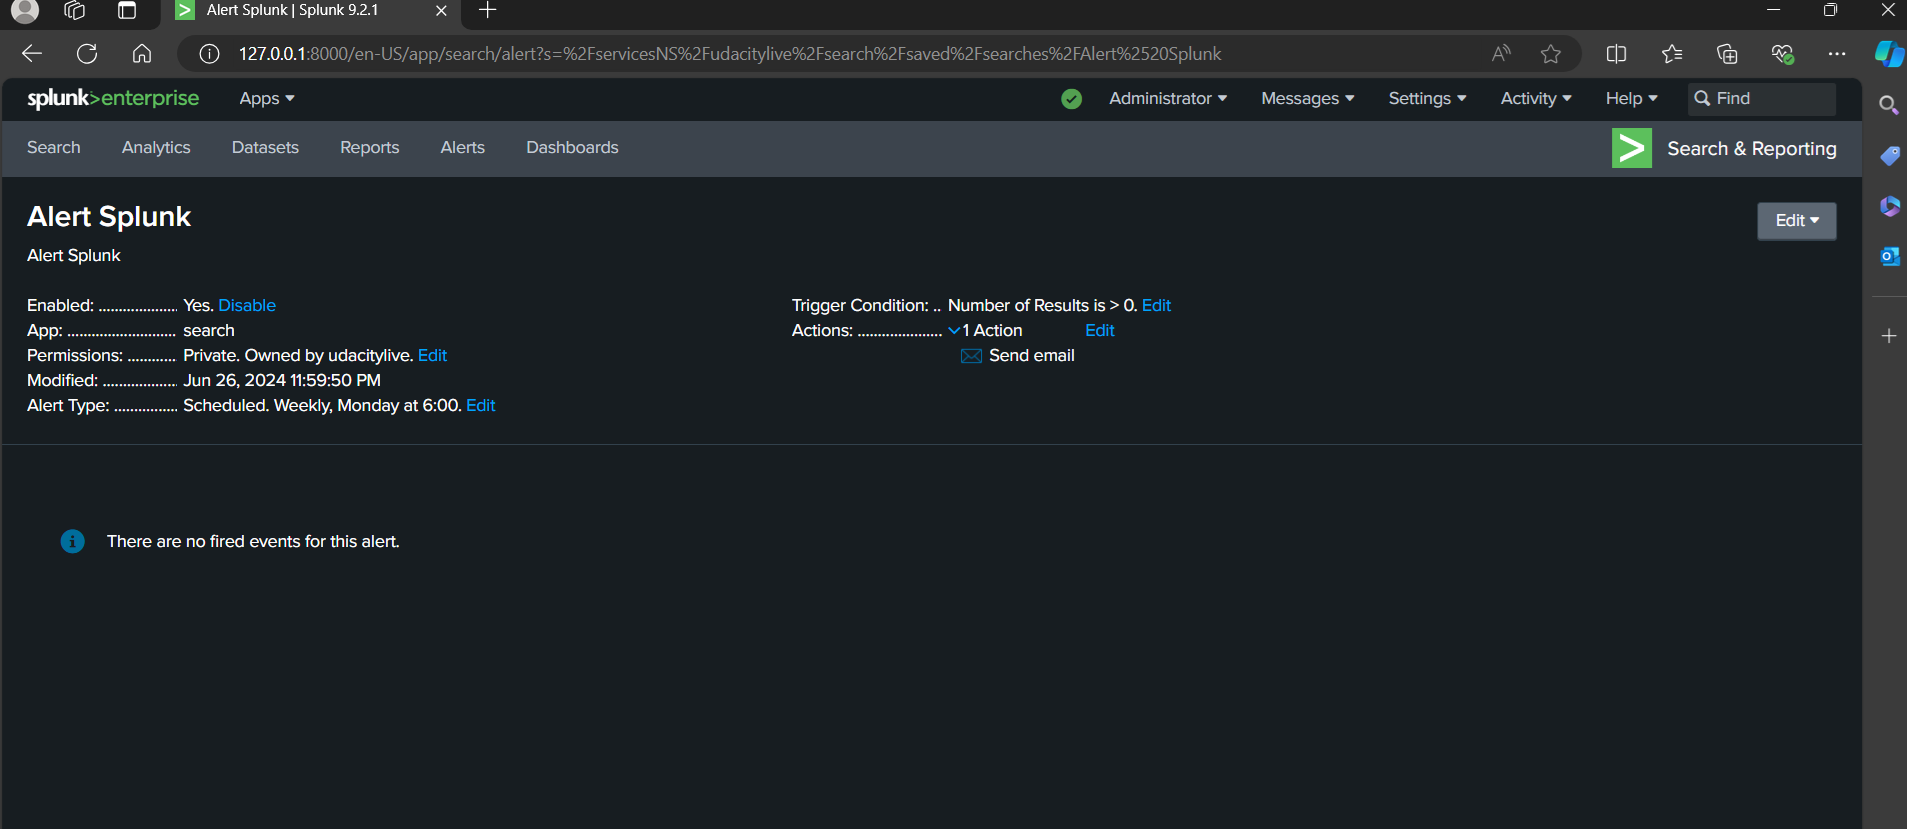 Alert Splunk | Splunk 9.2.1
127.0.0.1:8000/en-US/app/search/alert?s=%2FservicesNS%2Fudacitylive%2Fsearch%2Fsaved%2Fsearches%2FAlert%2520Splunk
splunk>enterprise Apps Administrator Messages Settings Activity Help Find
Search Analytics Datasets Reports Alerts Dashboards Search & Reporting
Alert Splunk
Edit
Alert Splunk
Enabled: .................. Yes. Disable
App: ......................... search
Permissions: ............ Private. Owned by udacitylive. Edit
Modified: ................. Jun 26, 2024 11:59:50 PM
Alert Type: ............... Scheduled. Weekly, Monday at 6:00. Edit
Trigger Condition: .. Number of Results is > 0. Edit
Actions: .................... 1 Action Edit
Send email
There are no fired events for this alert.